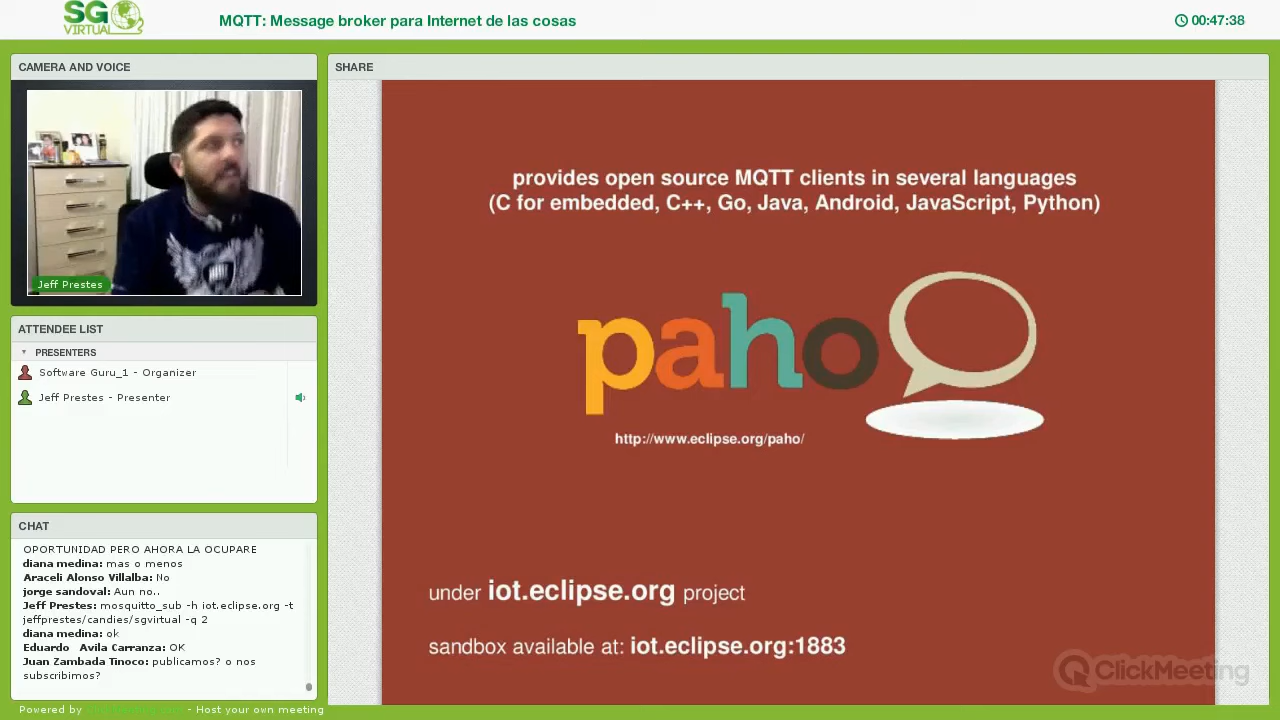 SG
VIRTUAL
MQTT: Message broker para Internet de las cosas
00:47:38
CAMERA AND VOICE
Jeff Prestes
ATTENDEE LIST
PRESENTERS
Software Guru_1 - Organizer
Jeff Prestes - Presenter
CHAT
OPORTUNIDAD PERO AHORA LA OCUPARE
diana medina: mas o menos
Araceli Alonso Villalba: No
jorge sandoval: Aun no..
Jeff Prestes: mosquitto_sub -h iot.eclipse.org -t
jeffprestes/candies/sgvirtual -q 2
diana medina: ok
Eduardo Avila Carranza: OK
Juan Zambada Tinoco: publicamos? o nos
subscribimos?
Powered by - Host your own meeting
SHARE
provides open source MQTT clients in several languages
(C for embedded, C++, Go, Java, Android, JavaScript, Python)
paho
http://www.eclipse.org/paho/
under iot.eclipse.org project
sandbox available at: iot.eclipse.org:1883
ClickMeeting